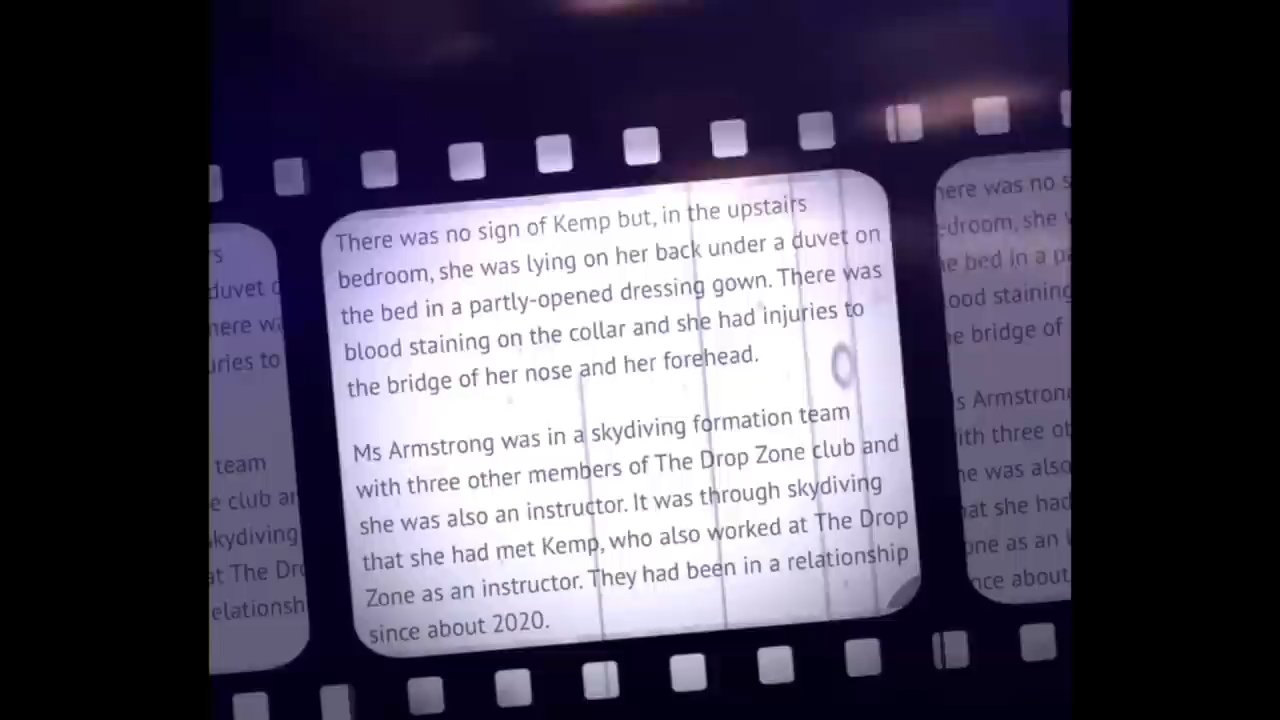 There was no sign of Kemp but, in the upstairs
bedroom, she was lying on her back under a duvet on
the bed in a partly-opened dressing gown. There was
blood staining on the collar and she had injuries to
the bridge of her nose and her forehead.
Ms Armstrong was in a skydiving formation team
with three other members of The Drop Zone club and
she was also an instructor. It was through skydiving
that she had met Kemp, who also worked at The Drop
Zone as an instructor. They had been in a relationship
since about 2020.